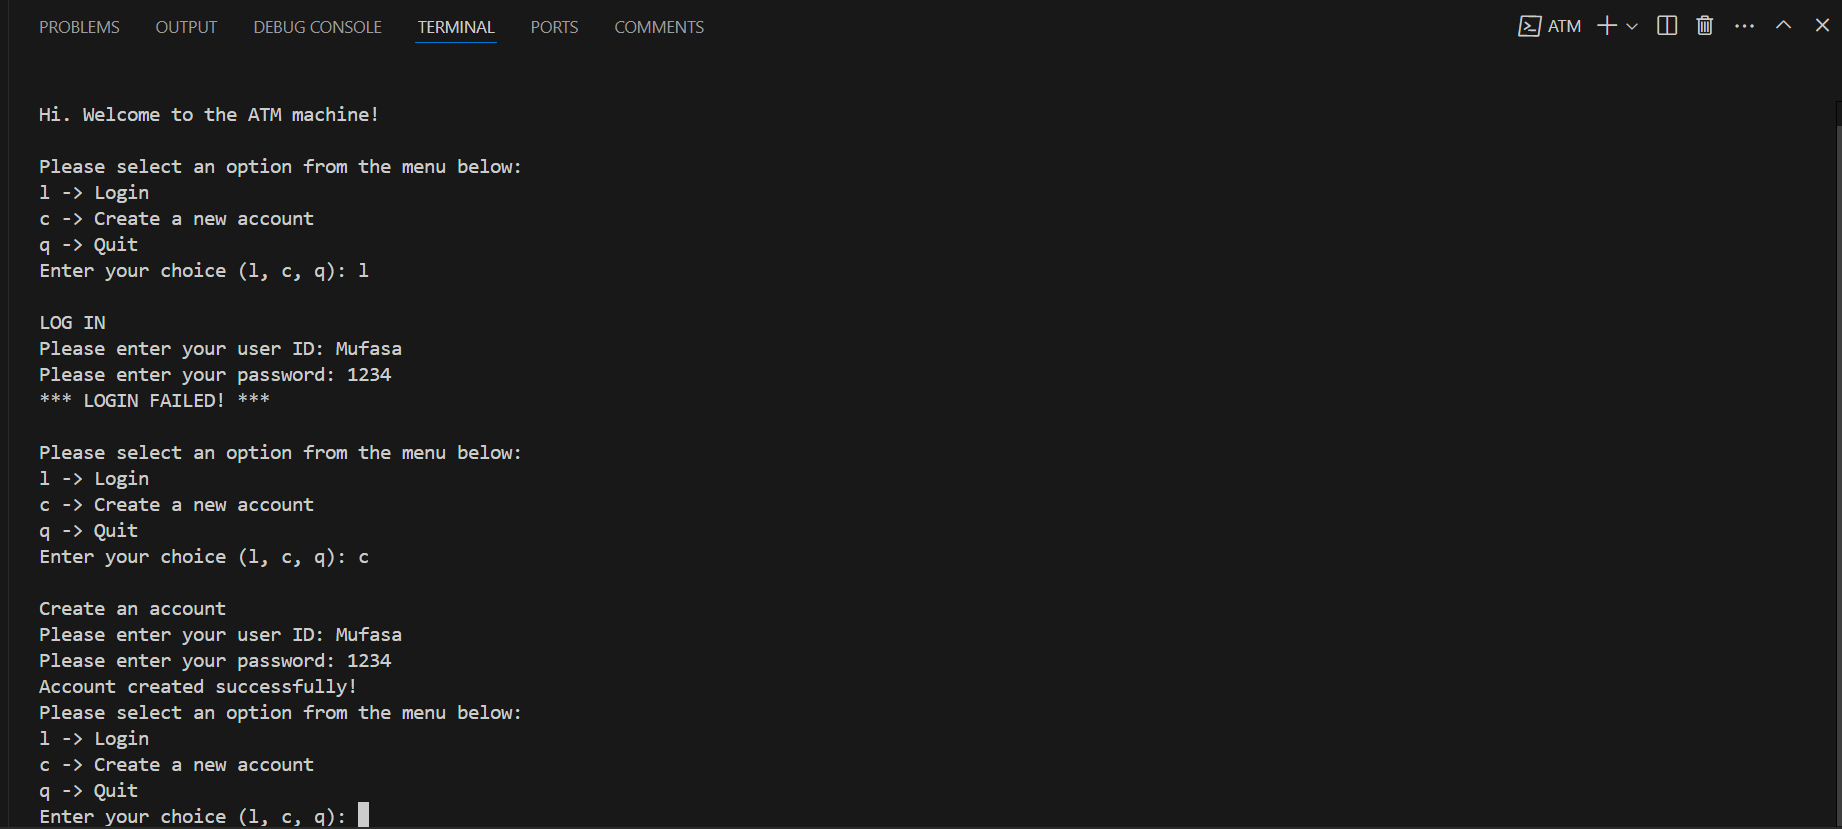 PROBLEMS OUTPUT DEBUG CONSOLE TERMINAL PORTS COMMENTS ATM
Hi. Welcome to the ATM machine!
Please select an option from the menu below:
l -> Login
c -> Create a new account
q -> Quit
Enter your choice (l, c, q): l
LOG IN
Please enter your user ID: Mufasa
Please enter your password: 1234
*** LOGIN FAILED! ***
Please select an option from the menu below:
l -> Login
c -> Create a new account
q -> Quit
Enter your choice (l, c, q): c
Create an account
Please enter your user ID: Mufasa
Please enter your password: 1234
Account created successfully!
Please select an option from the menu below:
l -> Login
c -> Create a new account
q -> Quit
Enter your choice (l, c, q):